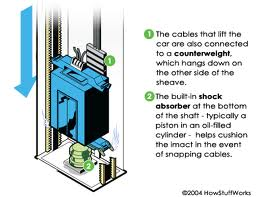 1 The cables that lift the
car are also connected
to a counterweight,
which hangs down on
the other side of the
sheave.
2 The built-in shock
absorber at the bottom
of the shaft - typically a
piston in an oil-filled
cylinder - helps cushion
the imact in the event
of snapping cables.
1
2
©2004 HowStuffWorks